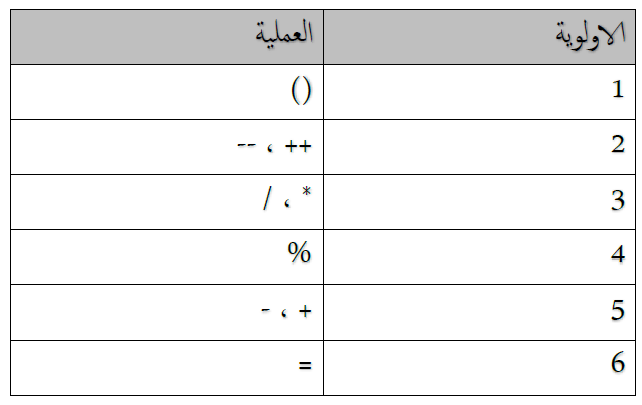 الاولوية العملية
1 ()
2 ++ ، --
3 * ، /
4 %
5 + ، -
6 =